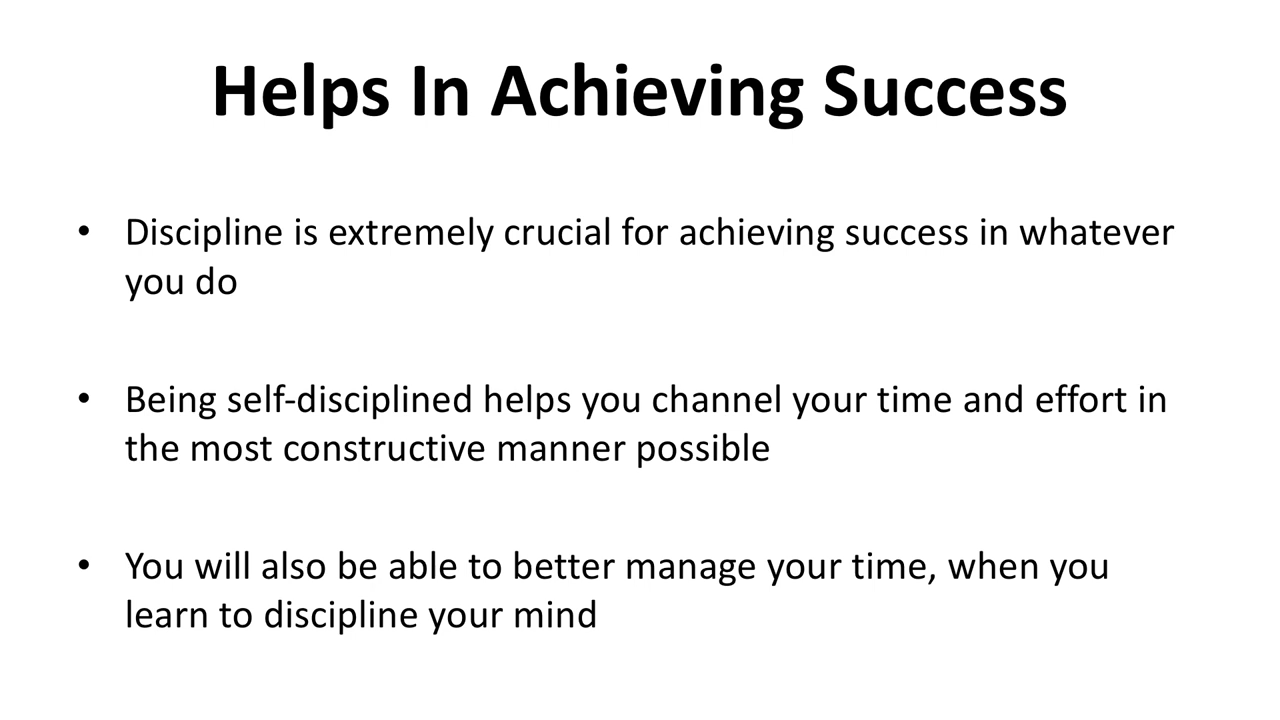 Helps In Achieving Success
• Discipline is extremely crucial for achieving success in whatever
you do
• Being self-disciplined helps you channel your time and effort in
the most constructive manner possible
• You will also be able to better manage your time, when you
learn to discipline your mind